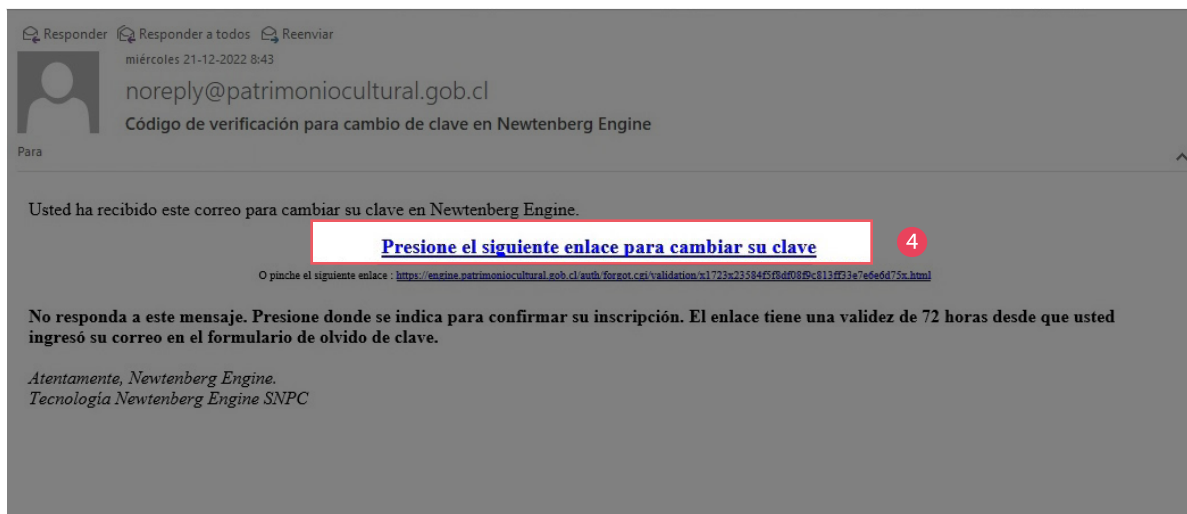 Responder Responder a todos Reenviar
miércoles 21-12-2022 8:43
noreply@patrimoniocultural.gob.cl
Código de verificación para cambio de clave en Newtenberg Engine
Para
Usted ha recibido este correo para cambiar su clave en Newtenberg Engine.
Presione el siguiente enlace para cambiar su clave
4
O pinche el siguiente enlace : https://engine.patrimoniocultural.gob.cl/auth/forgot.cgi/validation/x1723x23584f5f8df08f9c813ff33e7e6e6d75x.html
No responda a este mensaje. Presione donde se indica para confirmar su inscripción. El enlace tiene una validez de 72 horas desde que usted
ingresó su correo en el formulario de olvido de clave.
Atentamente, Newtenberg Engine.
Tecnología Newtenberg Engine SNPC